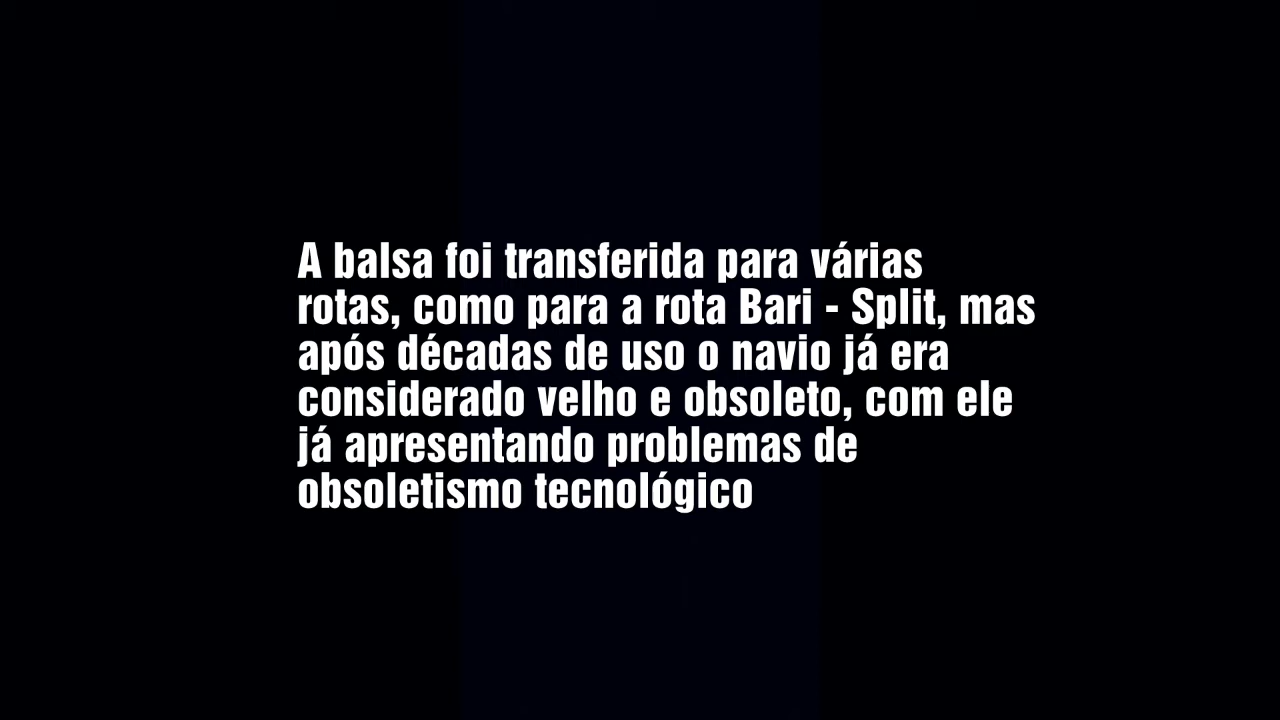 A balsa foi transferida para várias
rotas, como para a rota Bari - Split, mas
após décadas de uso o navio já era
considerado velho e obsoleto, com ele
já apresentando problemas de
obsoletismo tecnológico